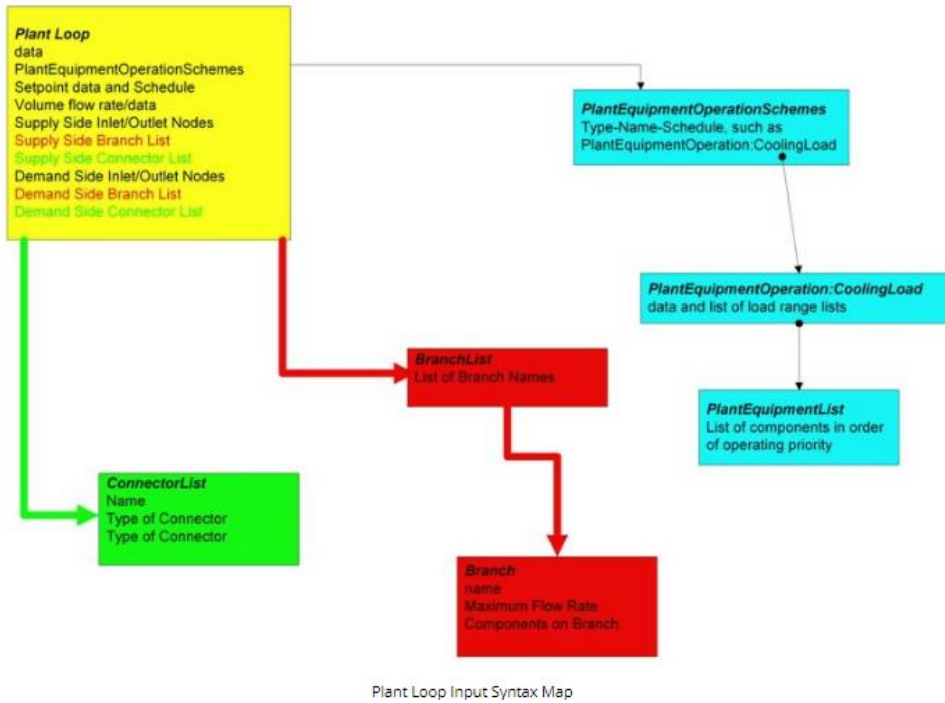 Plant Loop
data
PlantEquipmentOperationSchemes
Setpoint data and Schedule
Volume flow rate/data
Supply Side Inlet/Outlet Nodes
Supply Side Branch List
Supply Side Connector List
Demand Side Inlet/Outlet Nodes
Demand Side Branch List
Demand Side Connector List
PlantEquipmentOperationSchemes
Type-Name-Schedule, such as
PlantEquipmentOperation:CoolingLoad
PlantEquipmentOperation:CoolingLoad
data and list of load range lists
BranchList
List of Branch Names
PlantEquipmentList
List of components in order
of operating priority
ConnectorList
Name
Type of Connector
Type of Connector
Branch
name
Maximum Flow Rate
Components on Branch
Plant Loop Input Syntax Map